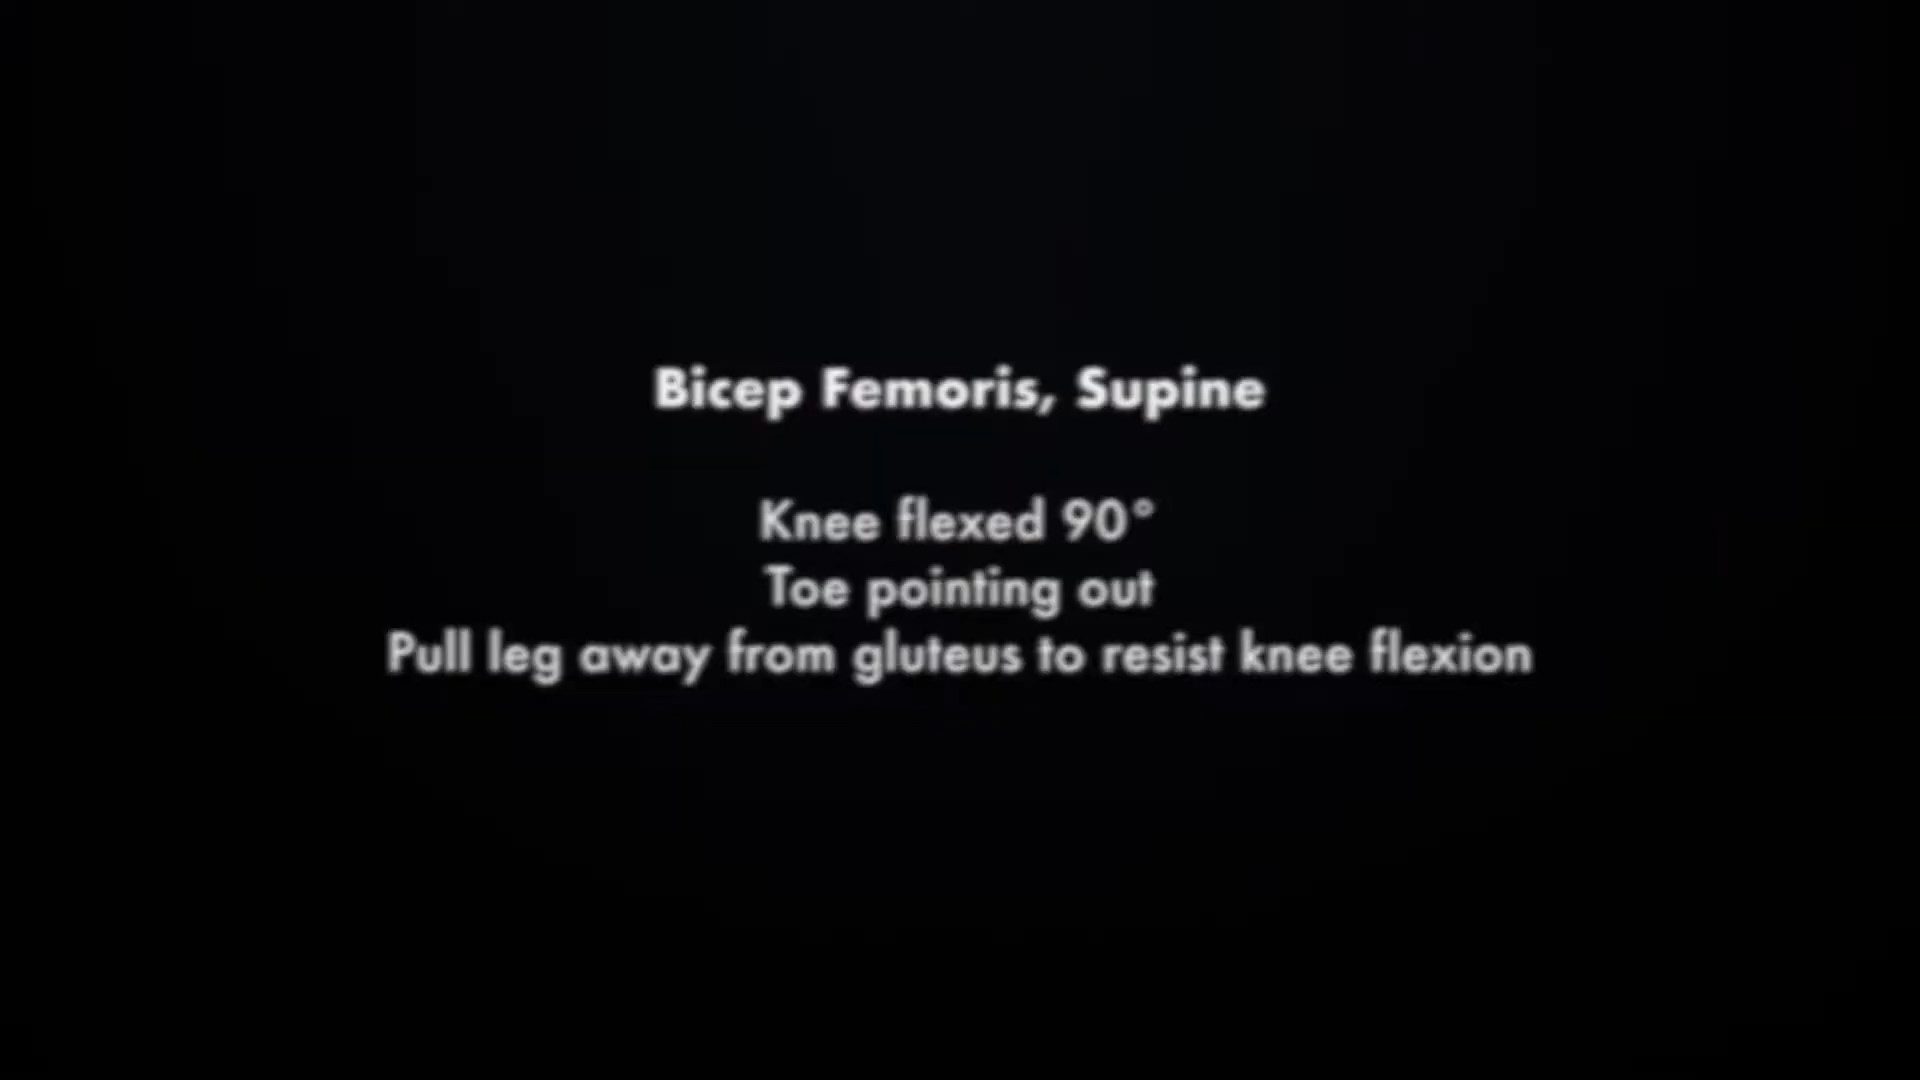 Bicep Femoris, Supine
Knee flexed 90°
Toe pointing out
Pull leg away from gluteus to resist knee flexion